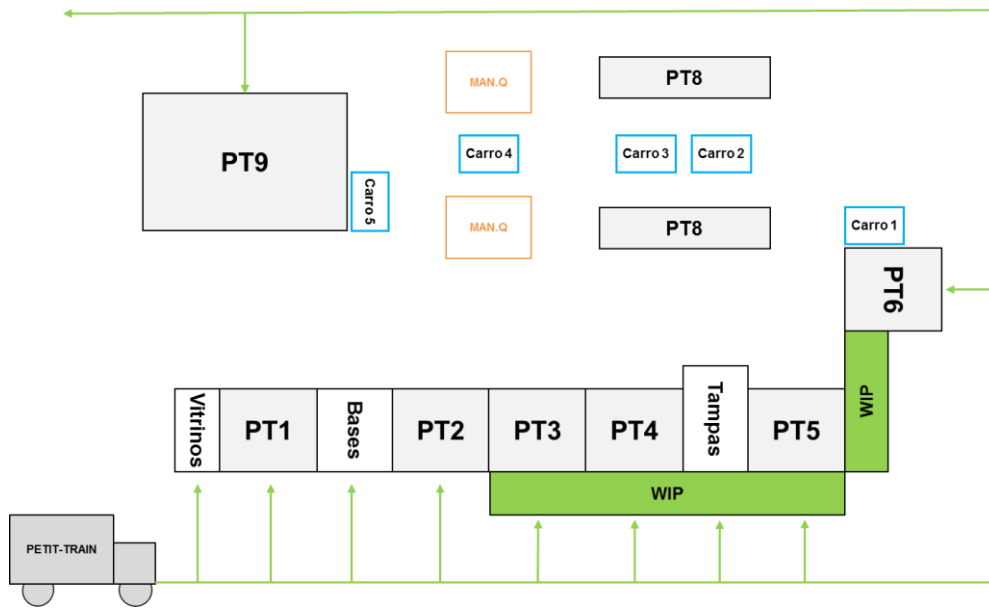 MAN.Q
PT8
PT9
Carro 4
Carro 3
Carro 2
Carro 5
MAN.Q
PT8
Carro 1
PT6
WIP
Vitrinos
PT1
Bases
PT2
PT3
PT4
Tampas
PT5
WIP
PETIT-TRAIN